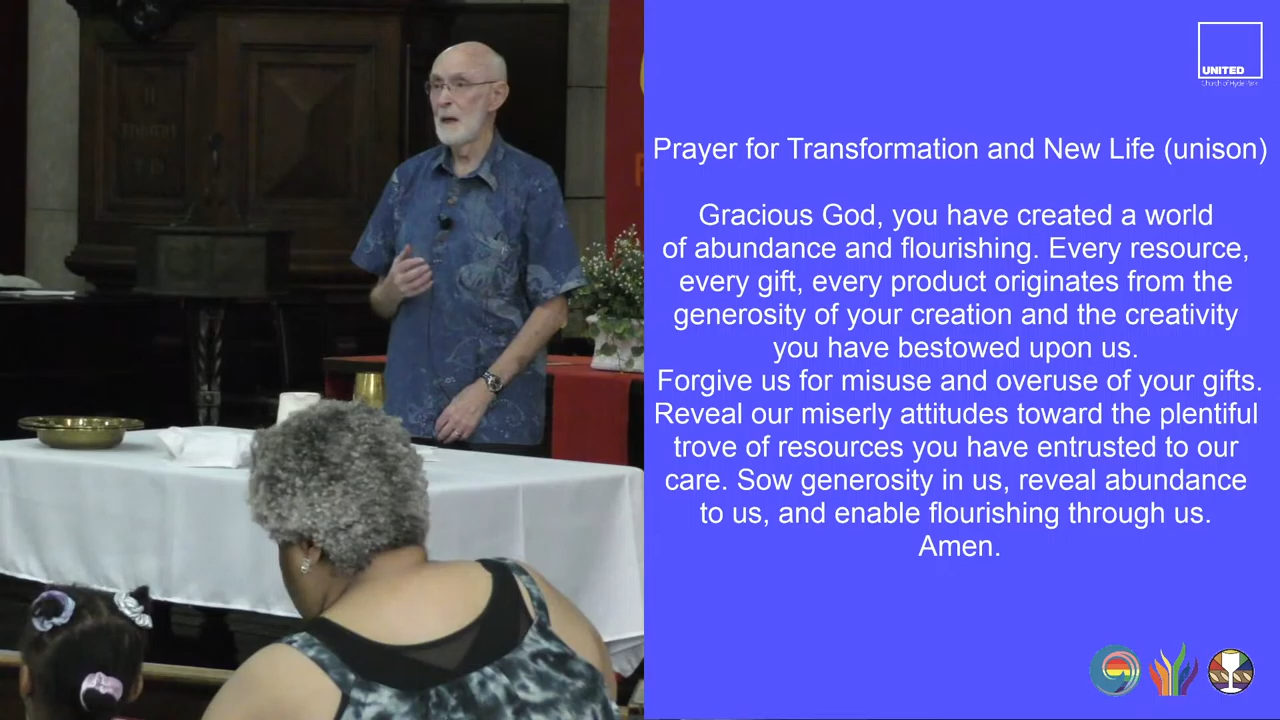 UNITED
Church of Hyde Park
Prayer for Transformation and New Life (unison)
Gracious God, you have created a world
of abundance and flourishing. Every resource,
every gift, every product originates from the
generosity of your creation and the creativity
you have bestowed upon us.
Forgive us for misuse and overuse of your gifts.
Reveal our miserly attitudes toward the plentiful
trove of resources you have entrusted to our
care. Sow generosity in us, reveal abundance
to us, and enable flourishing through us.
Amen.